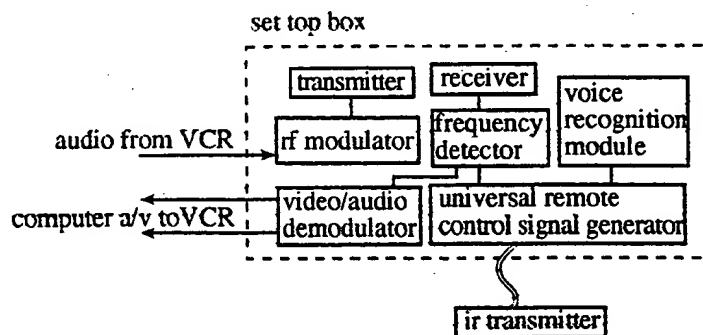 set top box
transmitter
receiver
voice
recognition
module
audio from VCR
rf modulator
frequency
detector
computer a/v toVCR
video/audio
demodulator
universal remote
control signal generator
ir transmitter